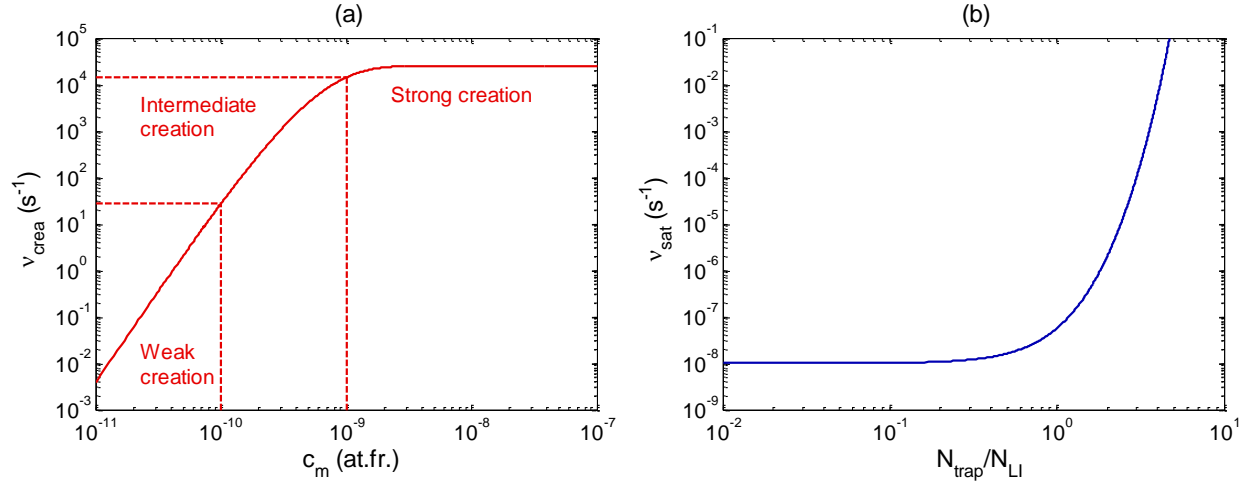 (a)
10^5
10^4
10^3
10^2
10^1
10^0
10^-1
10^-2
10^-3
ν_crea (s^-1)
Intermediate
creation
Strong creation
Weak
creation
10^-11
10^-10
10^-9
10^-8
10^-7
c_m (at.fr.)
(b)
10^-1
10^-2
10^-3
10^-4
10^-5
10^-6
10^-7
10^-8
10^-9
ν_sat (s^-1)
10^-2
10^-1
10^0
10^1
N_trap/N_LI